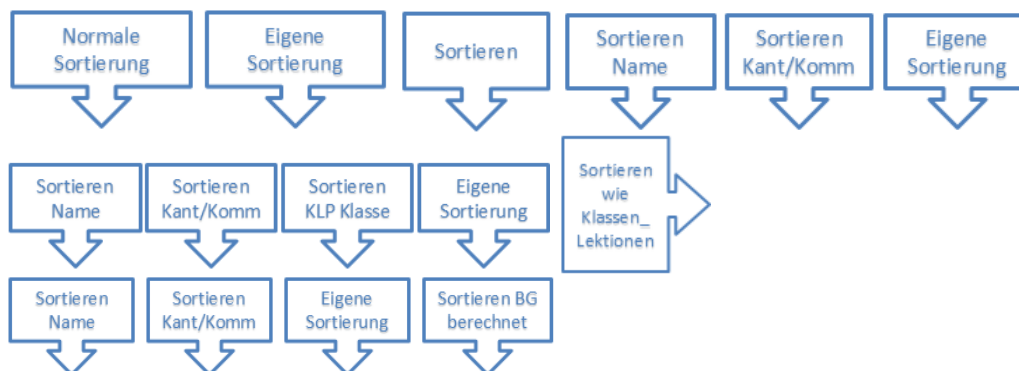 Normale
Sortierung
Eigene
Sortierung
Sortieren
Sortieren
Name
Sortieren
Kant/Komm
Eigene
Sortierung
Sortieren
Name
Sortieren
Kant/Komm
Sortieren
KLP Klasse
Eigene
Sortierung
Sortieren
wie
Klassen_
Lektionen
Sortieren
Name
Sortieren
Kant/Komm
Eigene
Sortierung
Sortieren BG
berechnet